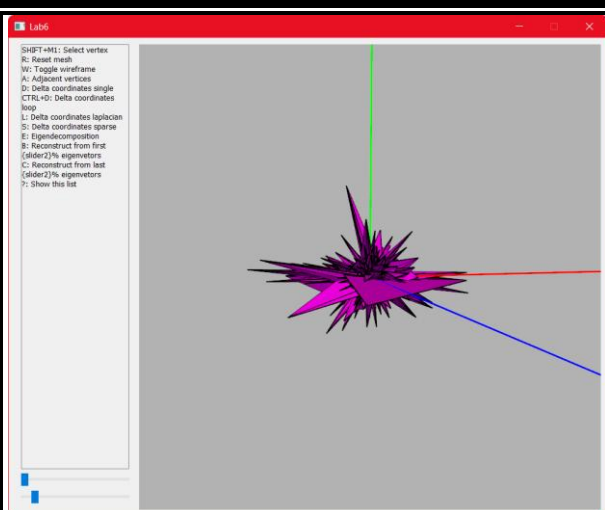 Lab6
SHIFT+M1: Select vertex
R: Reset mesh
W: Toggle wireframe
A: Adjacent vertices
D: Delta coordinates single
CTRL+D: Delta coordinates
loop
L: Delta coordinates laplacian
S: Delta coordinates sparse
E: Eigendecomposition
B: Reconstruct from first
{slider2}% eigenvetors
C: Reconstruct from last
{slider2}% eigenvetors
?: Show this list